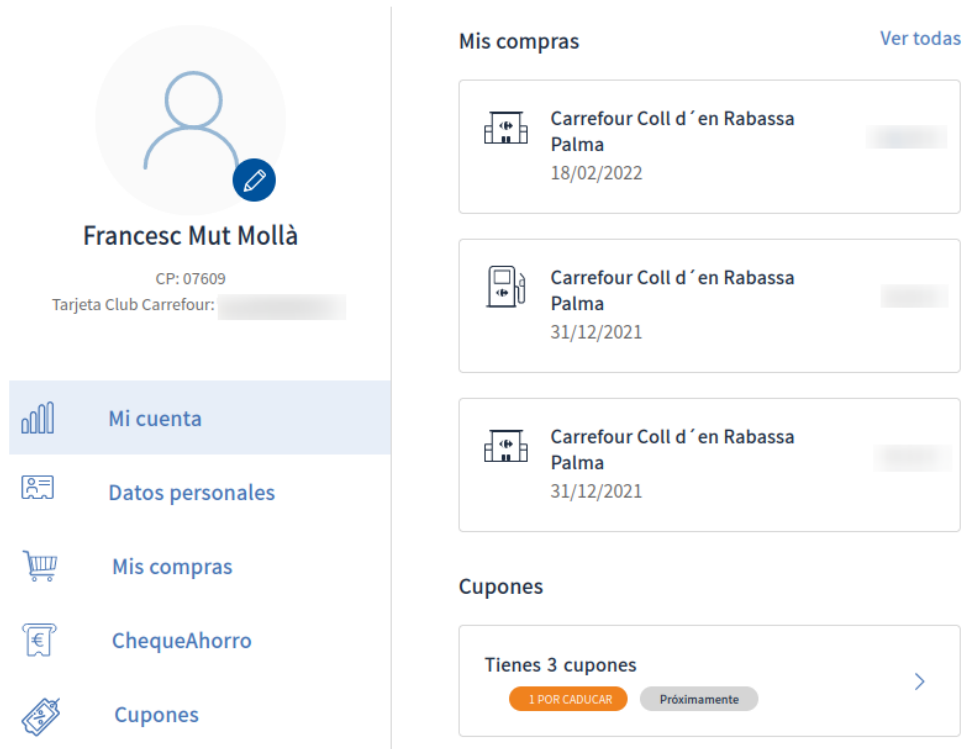 Francesc Mut Mollà
CP: 07609
Tarjeta Club Carrefour:
Mi cuenta
Datos personales
Mis compras
ChequeAhorro
Cupones
Mis compras
Ver todas
Carrefour Coll d´en Rabassa
Palma
18/02/2022
Carrefour Coll d´en Rabassa
Palma
31/12/2021
Carrefour Coll d´en Rabassa
Palma
31/12/2021
Cupones
Tienes 3 cupones
1 POR CADUCAR
Próximamente